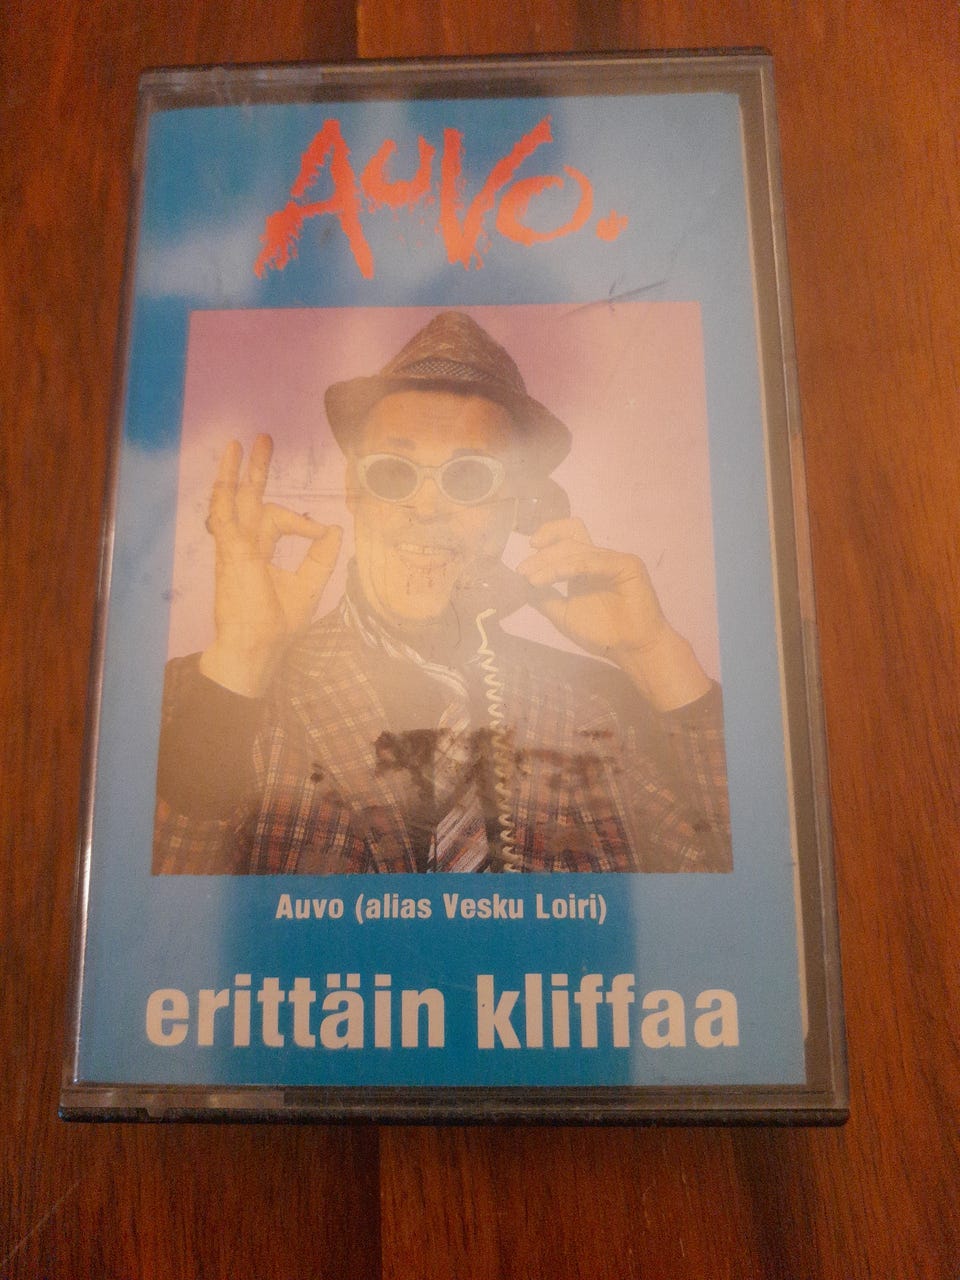 AuVo.
Auvo (alias Vesku Loiri)
erittäin kliffaa